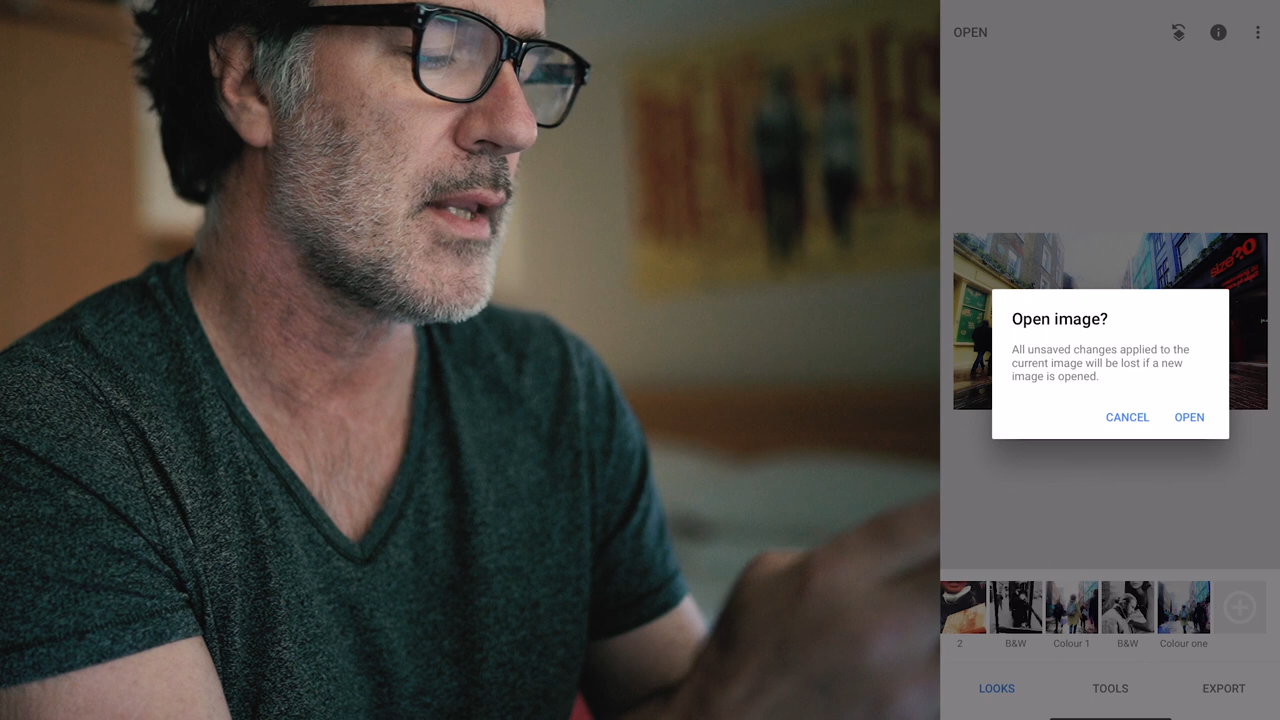 OPEN
size?
Open image?
All unsaved changes applied to the
current image will be lost if a new
image is opened.
CANCEL
OPEN
2
B&W
Colour 1
B&W
Colour one
LOOKS
TOOLS
EXPORT